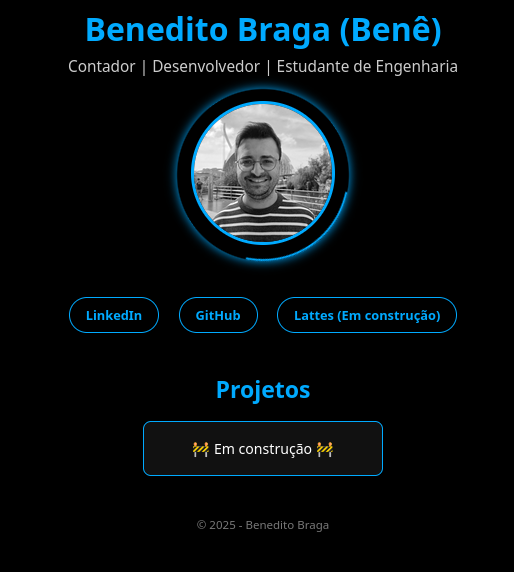 Benedito Braga (Benê)
Contador | Desenvolvedor | Estudante de Engenharia
LinkedIn
GitHub
Lattes (Em construção)
Projetos
🚧 Em construção 🚧
© 2025 - Benedito Braga